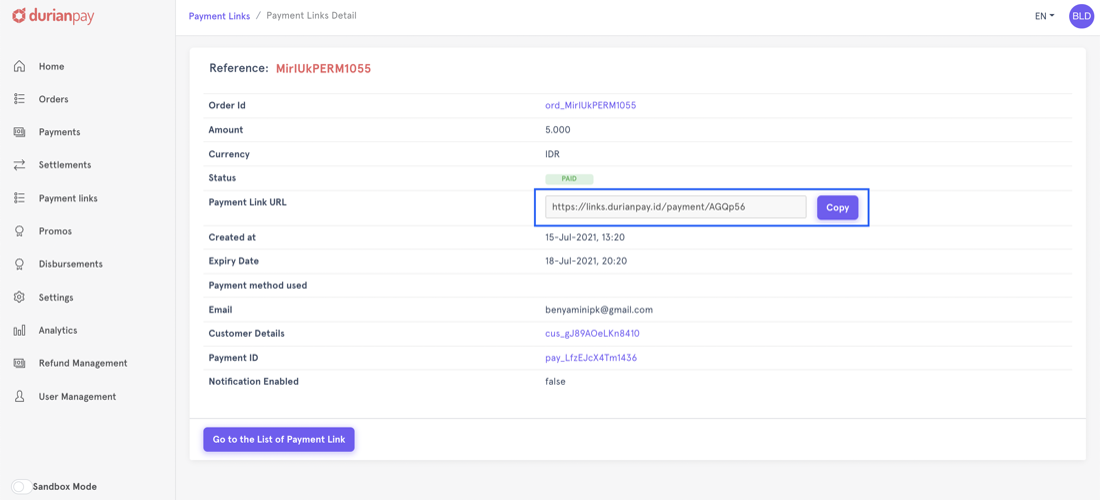 durianpay
Payment Links / Payment Links Detail
EN
BLD
Home
Orders
Payments
Settlements
Payment links
Promos
Disbursements
Settings
Analytics
Refund Management
User Management
Sandbox Mode
Reference: MirIUkPERM1055
Order Id ord_MirIUkPERM1055
Amount 5.000
Currency IDR
Status PAID
Payment Link URL https://links.durianpay.id/payment/AGQp56 Copy
Created at 15-Jul-2021, 13:20
Expiry Date 18-Jul-2021, 20:20
Payment method used
Email benyaminipk@gmail.com
Customer Details cus_gJ89AOeLKn8410
Payment ID pay_LfzEJcX4Tm1436
Notification Enabled false
Go to the List of Payment Link